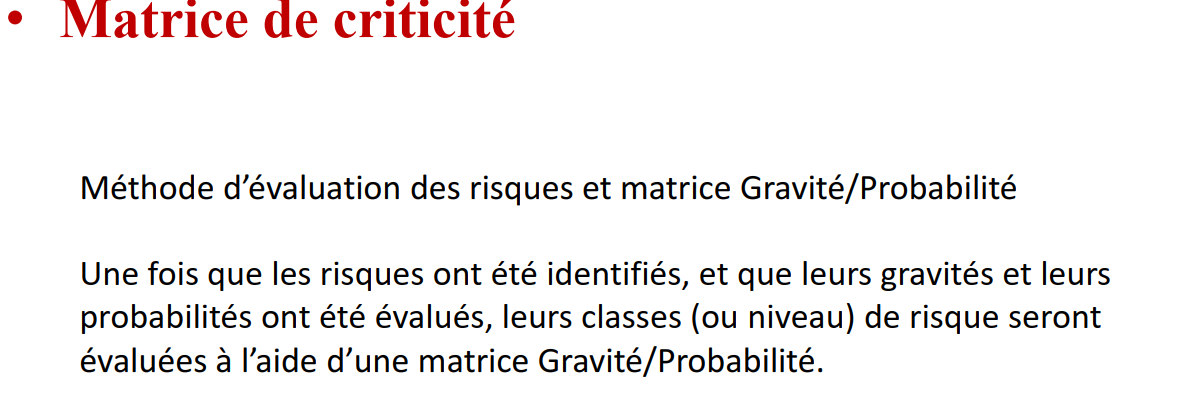 • Matrice de criticité
Méthode d’évaluation des risques et matrice Gravité/Probabilité
Une fois que les risques ont été identifiés, et que leurs gravités et leurs
probabilités ont été évalués, leurs classes (ou niveau) de risque seront
évaluées à l’aide d’une matrice Gravité/Probabilité.